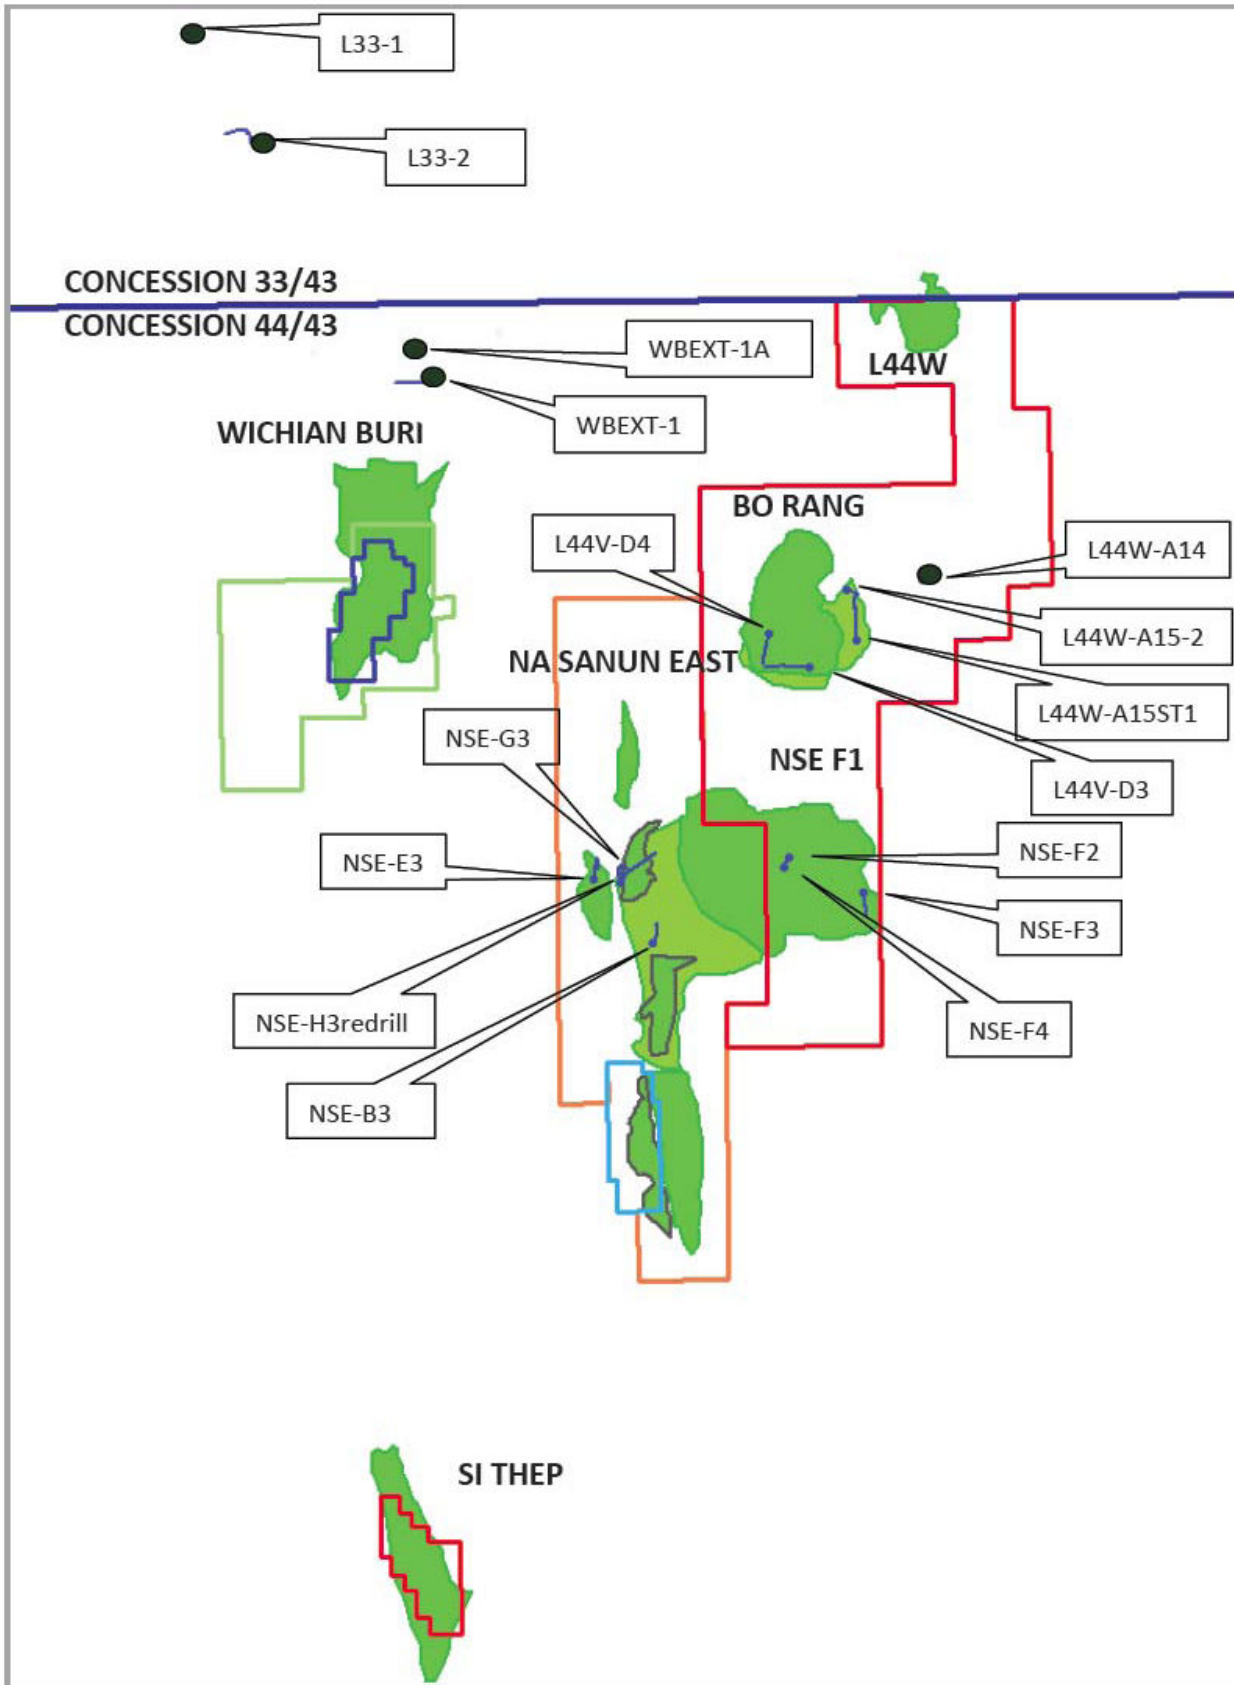 L33-1
L33-2
CONCESSION 33/43
CONCESSION 44/43
WBEXT-1A
L44W
WBEXT-1
WICHIAN BURI
BO RANG
L44V-D4
L44W-A14
L44W-A15-2
NA SANUN EAST
L44W-A15ST1
NSE-G3
NSE F1
L44V-D3
NSE-E3
NSE-F2
NSE-F3
NSE-H3redrill
NSE-F4
NSE-B3
SI THEP